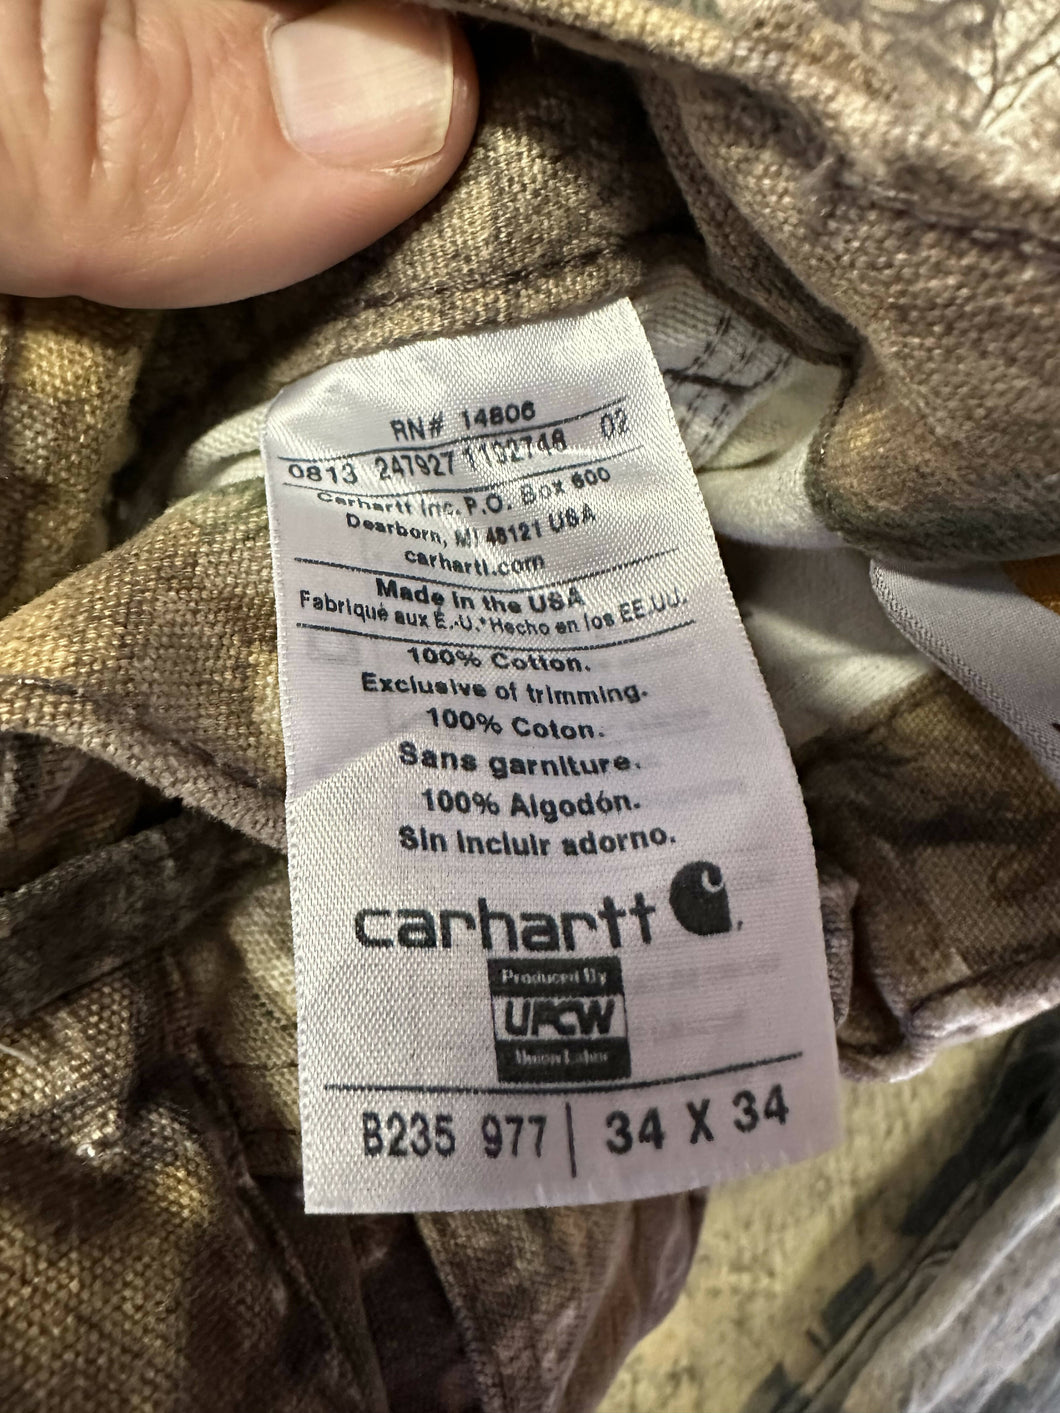 RN# 14806
0813 247927 1132748 02
Carhartt Inc. P.O. Box 600
Dearborn, MI 48121 USA
carhartt.com
Made in the USA
Fabriqué aux É.-U.*Hecho en los EE.UU.
100% Cotton.
Exclusive of trimming.
100% Coton.
Sans garniture.
100% Algodón.
Sin incluir adorno.
carhartt
Produced By
UFCW
Union Labor
B235 977 | 34 X 34